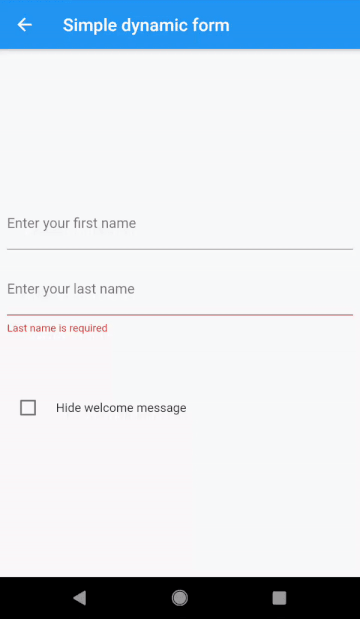 Simple dynamic form
Enter your first name
Enter your last name
Last name is required
Hide welcome message